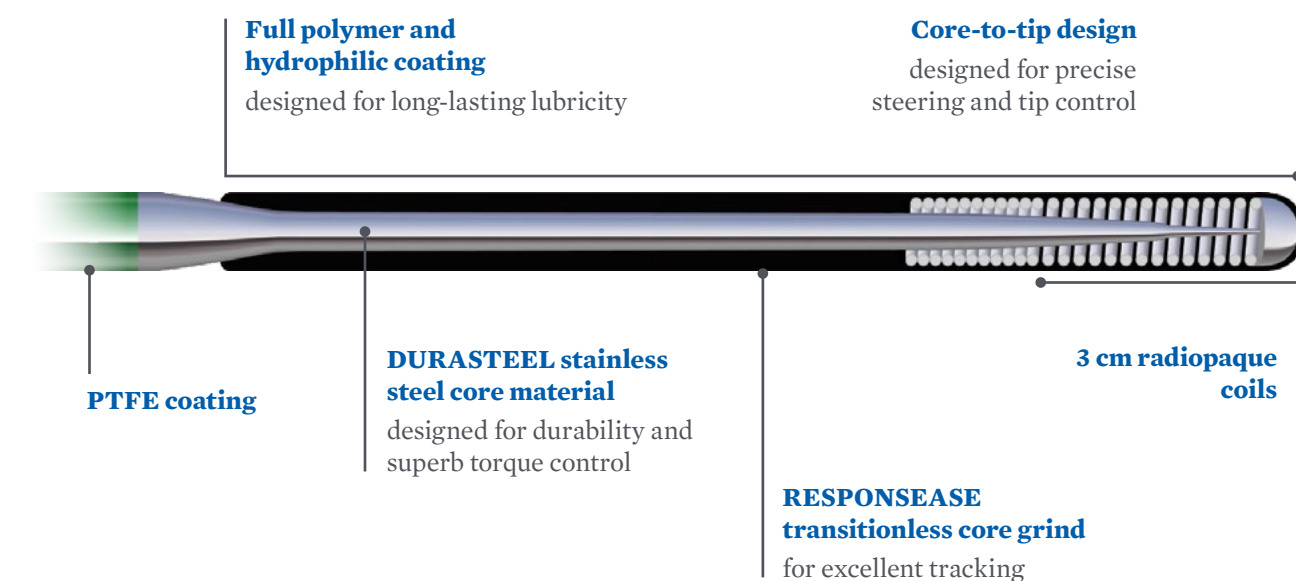 Full polymer and
hydrophilic coating
designed for long-lasting lubricity
Core-to-tip design
designed for precise
steering and tip control
PTFE coating
DURASTEEL stainless
steel core material
designed for durability and
superb torque control
3 cm radiopaque
coils
RESPONSEASE
transitionless core grind
for excellent tracking